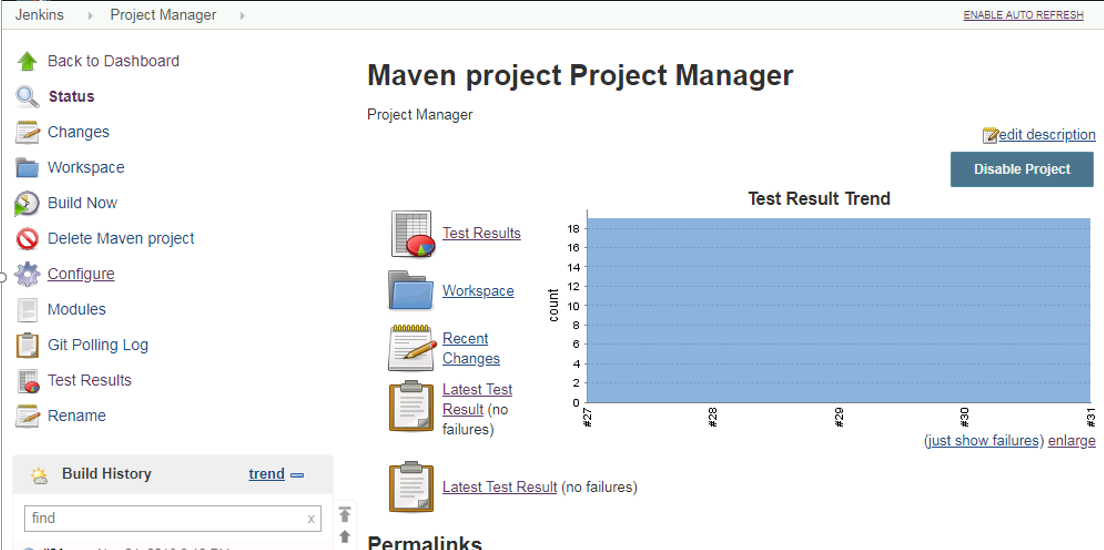 Jenkins
Project Manager
ENABLE AUTO REFRESH
Back to Dashboard
Status
Changes
Workspace
Build Now
Delete Maven project
Configure
Modules
Git Polling Log
Test Results
Rename
Build History
trend
find
x
Maven project Project Manager
Project Manager
edit description
Disable Project
Test Results
Workspace
Recent
Changes
Latest Test
Result (no
failures)
Latest Test Result (no failures)
Test Result Trend
count
18
16
14
12
10
8
6
4
2
0
#27
#28
#29
#30
#31
(just show failures) enlarge
Permalinks